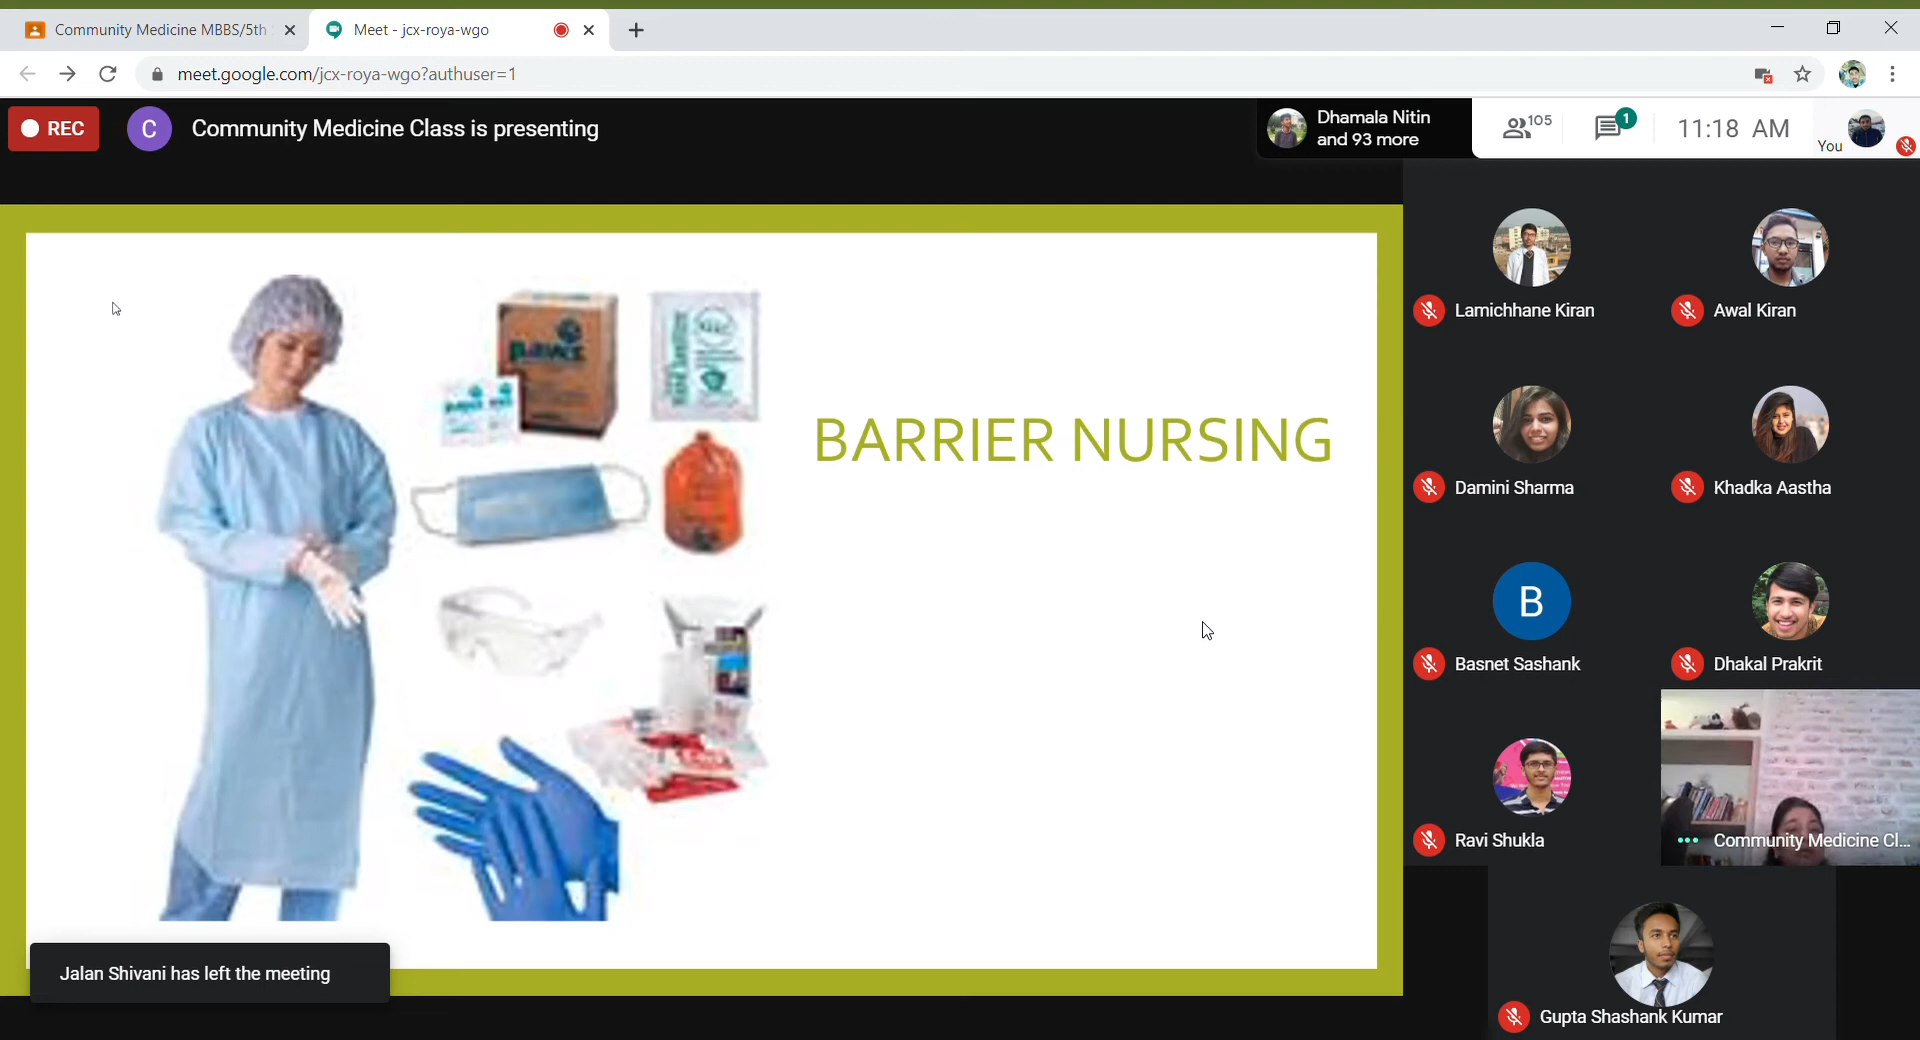 Community Medicine MBBS/5th
Meet - jcx-roya-wgo
meet.google.com/jcx-roya-wgo?authuser=1
REC
C
Community Medicine Class is presenting
Dhamala Nitin
and 93 more
105
1
11:18 AM
You
BARRIER NURSING
Lamichhane Kiran
Awal Kiran
Damini Sharma
Khadka Aastha
B
Basnet Sashank
Dhakal Prakrit
Ravi Shukla
Community Medicine Cl...
Jalan Shivani has left the meeting
Gupta Shashank Kumar